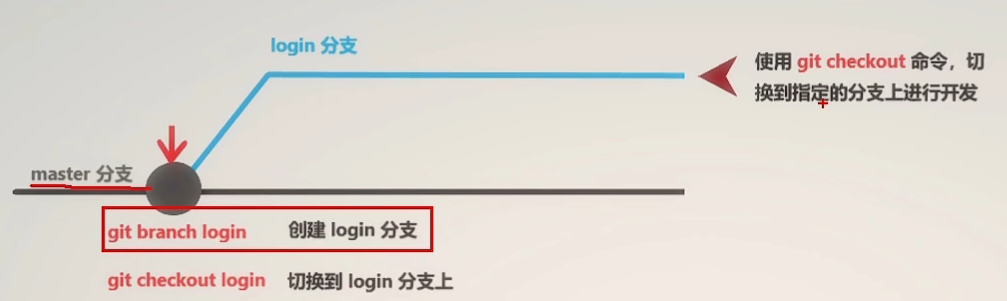 login 分支
使用 git checkout 命令，切
换到指定的分支上进行开发
master 分支
git branch login 创建 login 分支
git checkout login 切换到 login 分支上